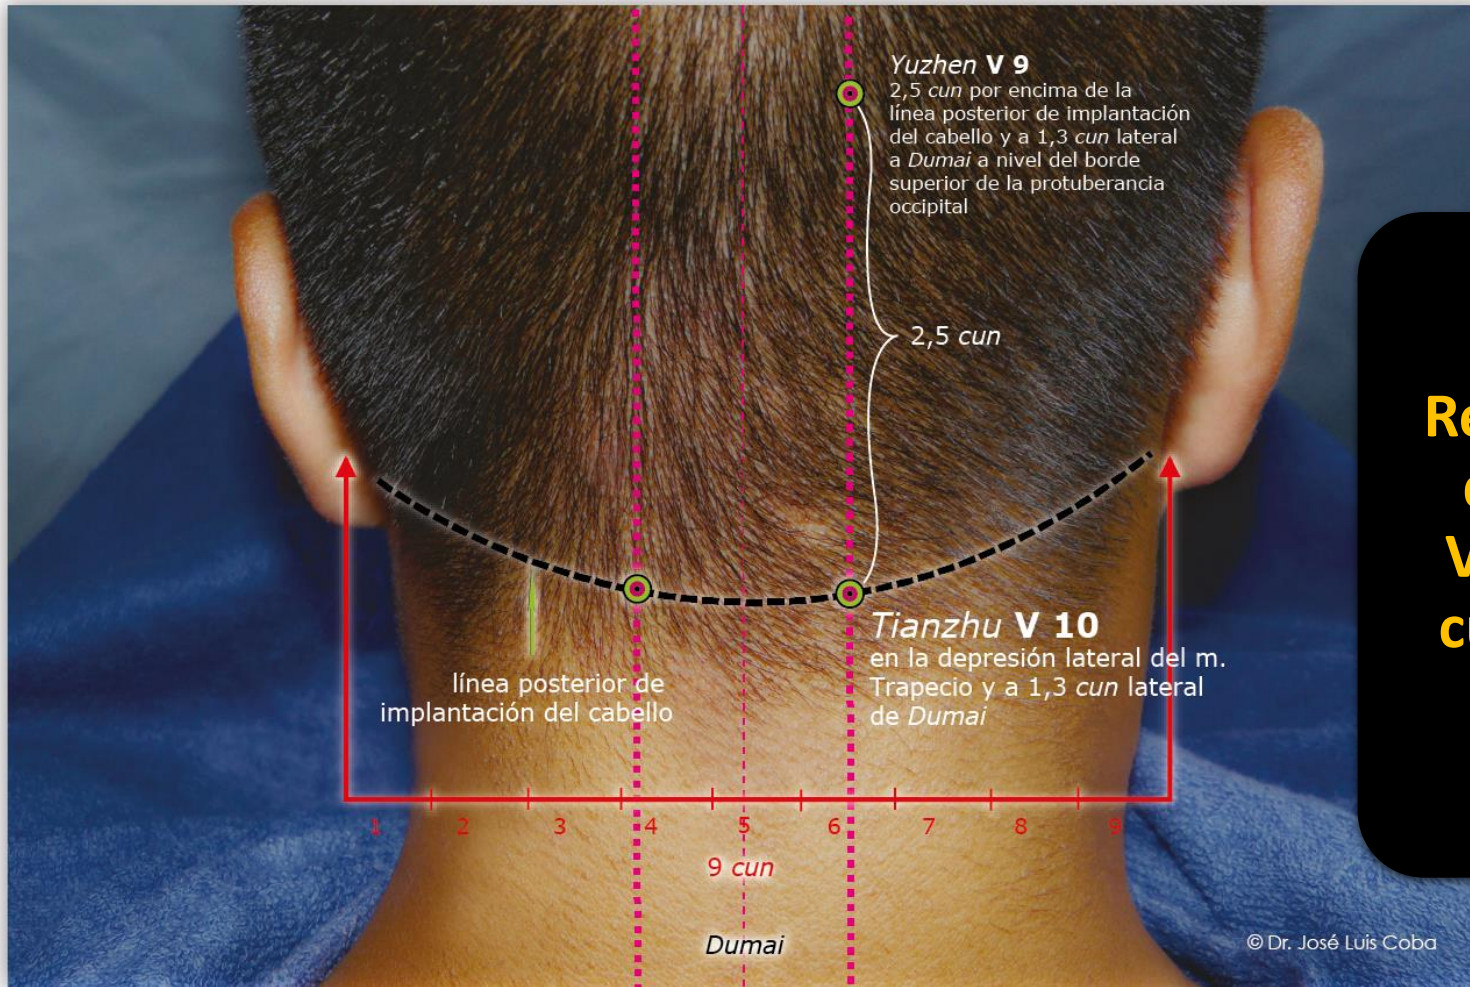 Yuzhen V 9
2,5 cun por encima de la
línea posterior de implantación
del cabello y a 1,3 cun lateral
a Dumai a nivel del borde
superior de la protuberancia
occipital
2,5 cun
Tianzhu V 10
en la depresión lateral del m.
Trapecio y a 1,3 cun lateral
de Dumai
línea posterior de
implantación del cabello
1 2 3 4 5 6 7 8 9
9 cun
Dumai
© Dr. José Luis Coba